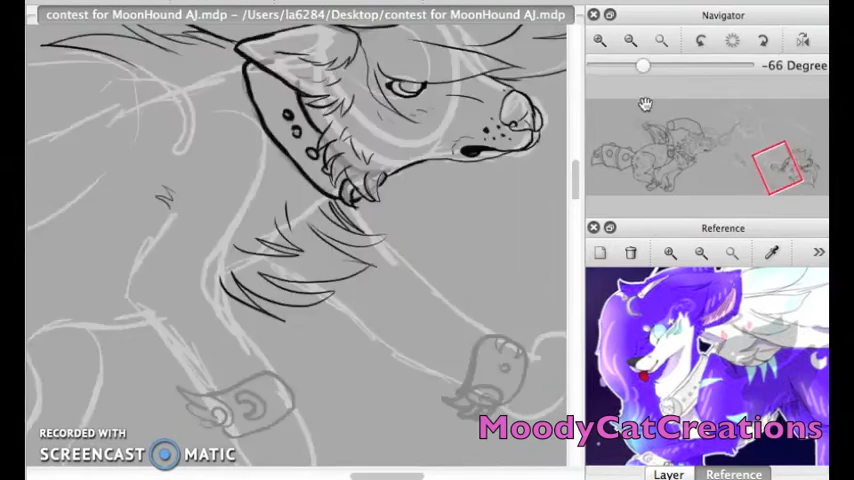 contest for MoonHound AJ.mdp – /Users/la6284/Desktop/contest for MoonHound AJ.mdp
Navigator
-66 Degree
Reference
MoodyCatCreations
RECORDED WITH
SCREENCAST MATIC
Layer
Reference